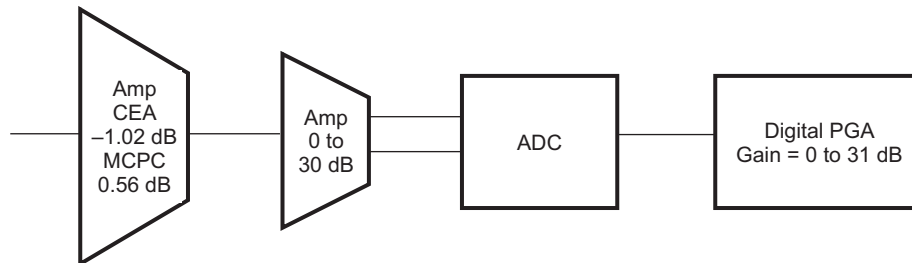 Amp
CEA
–1.02 dB
MCPC
0.56 dB
Amp
0 to
30 dB
ADC
Digital PGA
Gain = 0 to 31 dB